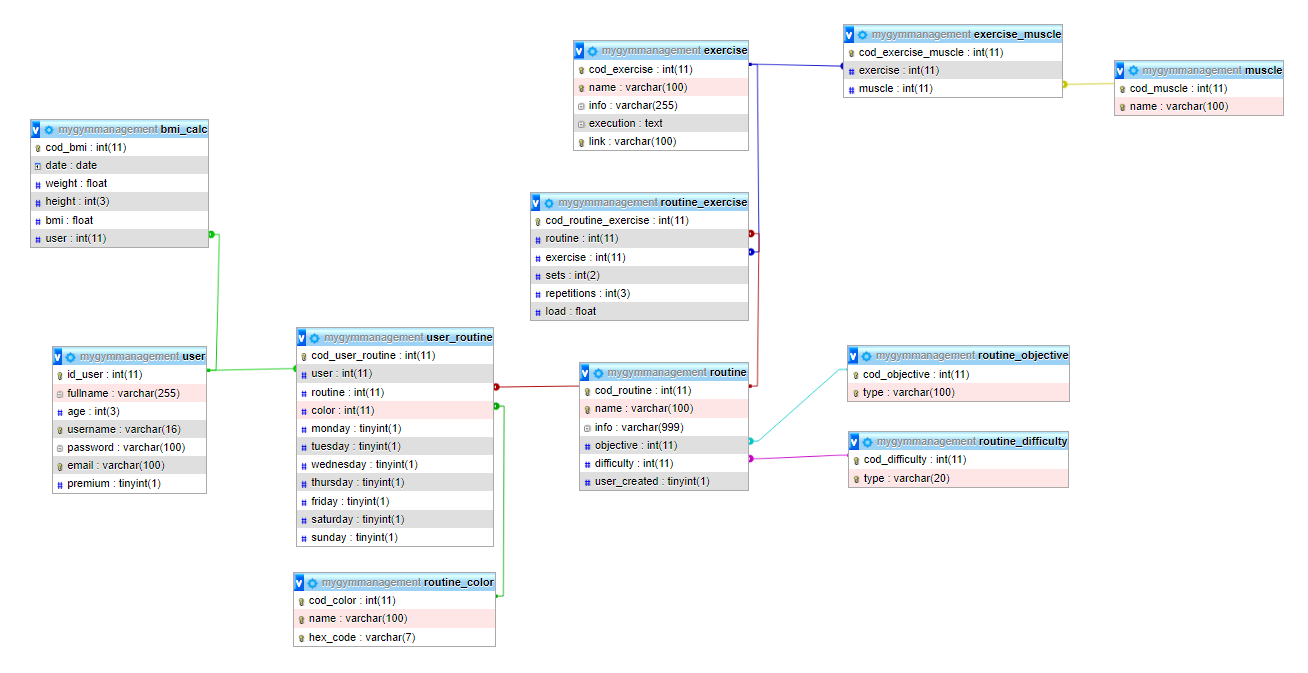 mygymmanagement exercise
cod_exercise : int(11)
name : varchar(100)
info : varchar(255)
execution : text
link : varchar(100)
mygymmanagement exercise_muscle
cod_exercise_muscle : int(11)
exercise : int(11)
muscle : int(11)
mygymmanagement muscle
cod_muscle : int(11)
name : varchar(100)
mygymmanagement bmi_calc
cod_bmi : int(11)
date : date
weight : float
height : int(3)
bmi : float
user : int(11)
mygymmanagement routine_exercise
cod_routine_exercise : int(11)
routine : int(11)
exercise : int(11)
sets : int(2)
repetitions : int(3)
load : float
mygymmanagement user
id_user : int(11)
fullname : varchar(255)
age : int(3)
username : varchar(16)
password : varchar(100)
email : varchar(100)
premium : tinyint(1)
mygymmanagement user_routine
cod_user_routine : int(11)
user : int(11)
routine : int(11)
color : int(11)
monday : tinyint(1)
tuesday : tinyint(1)
wednesday : tinyint(1)
thursday : tinyint(1)
friday : tinyint(1)
saturday : tinyint(1)
sunday : tinyint(1)
mygymmanagement routine
cod_routine : int(11)
name : varchar(100)
info : varchar(999)
objective : int(11)
difficulty : int(11)
user_created : tinyint(1)
mygymmanagement routine_objective
cod_objective : int(11)
type : varchar(100)
mygymmanagement routine_difficulty
cod_difficulty : int(11)
type : varchar(20)
mygymmanagement routine_color
cod_color : int(11)
name : varchar(100)
hex_code : varchar(7)